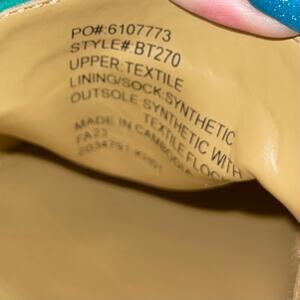 PO#:6107773
STYLE#:BT270
UPPER:TEXTILE
LINING/SOCK:SYNTHETIC
OUTSOLE:SYNTHETIC WITH
TEXTILE FLOCK
MADE IN CAMBODIA
FA23